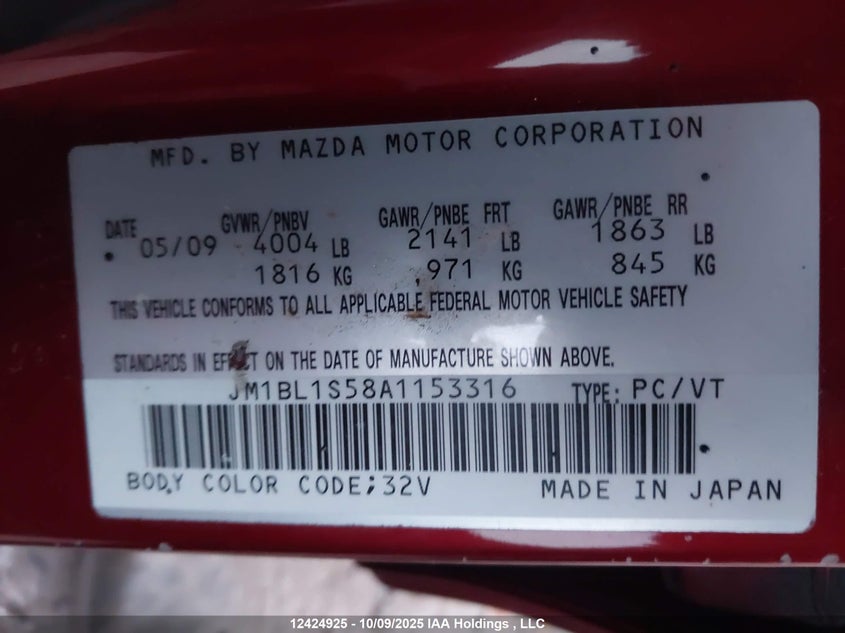 MFD. BY MAZDA MOTOR CORPORATION
DATE GVWR/PNBV GAWR/PNBE FRT GAWR/PNBE RR
05/09 4004 LB 2141 LB 1863 LB
1816 KG 971 KG 845 KG
THIS VEHICLE CONFORMS TO ALL APPLICABLE FEDERAL MOTOR VEHICLE SAFETY
STANDARDS IN EFFECT ON THE DATE OF MANUFACTURE SHOWN ABOVE.
JM1BL1S58A1153316 TYPE: PC/VT
BODY COLOR CODE;32V MADE IN JAPAN
12424925 - 10/09/2025 IAA Holdings , LLC